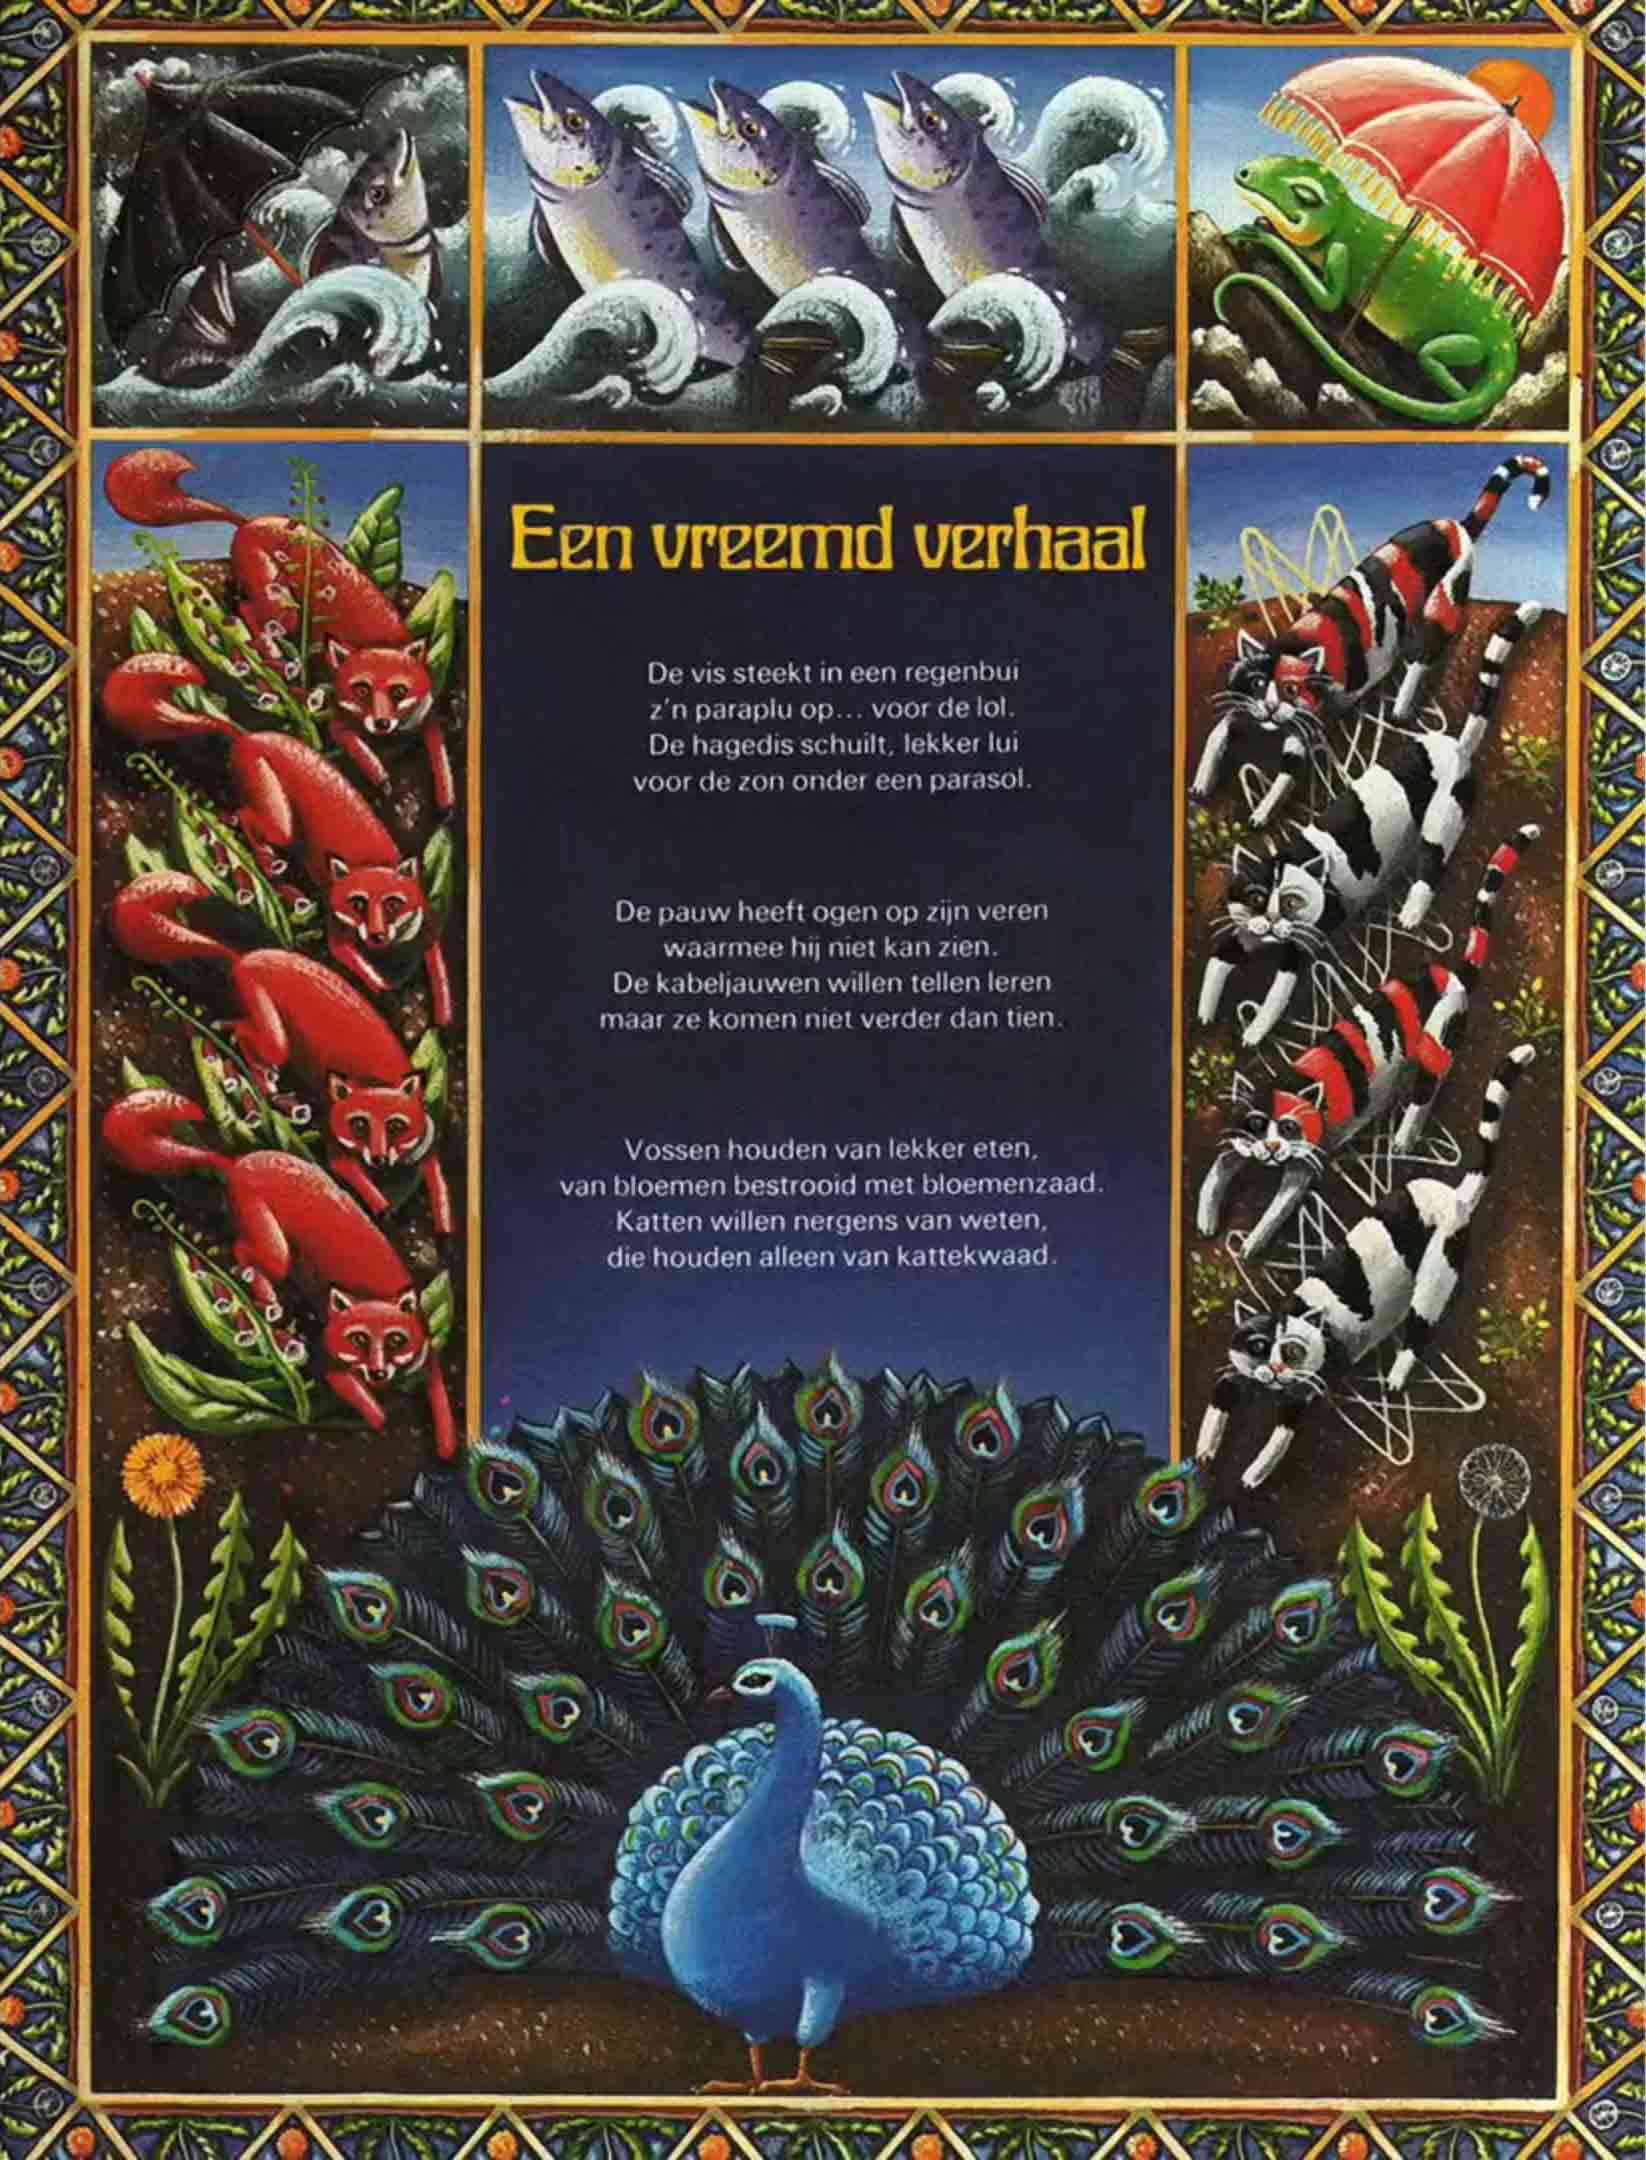 Een vreemd verhaal
De vis steekt in een regenbui
z'n paraplu op... voor de lol.
De hagedis schuilt, lekker lui
voor de zon onder een parasol.
De pauw heeft ogen op zijn veren
waarmee hij niet kan zien.
De kabeljauwen willen tellen leren
maar ze komen niet verder dan tien.
Vossen houden van lekker eten,
van bloemen bestrooid met bloemenzaad.
Katten willen nergens van weten,
die houden alleen van kattekwaad.